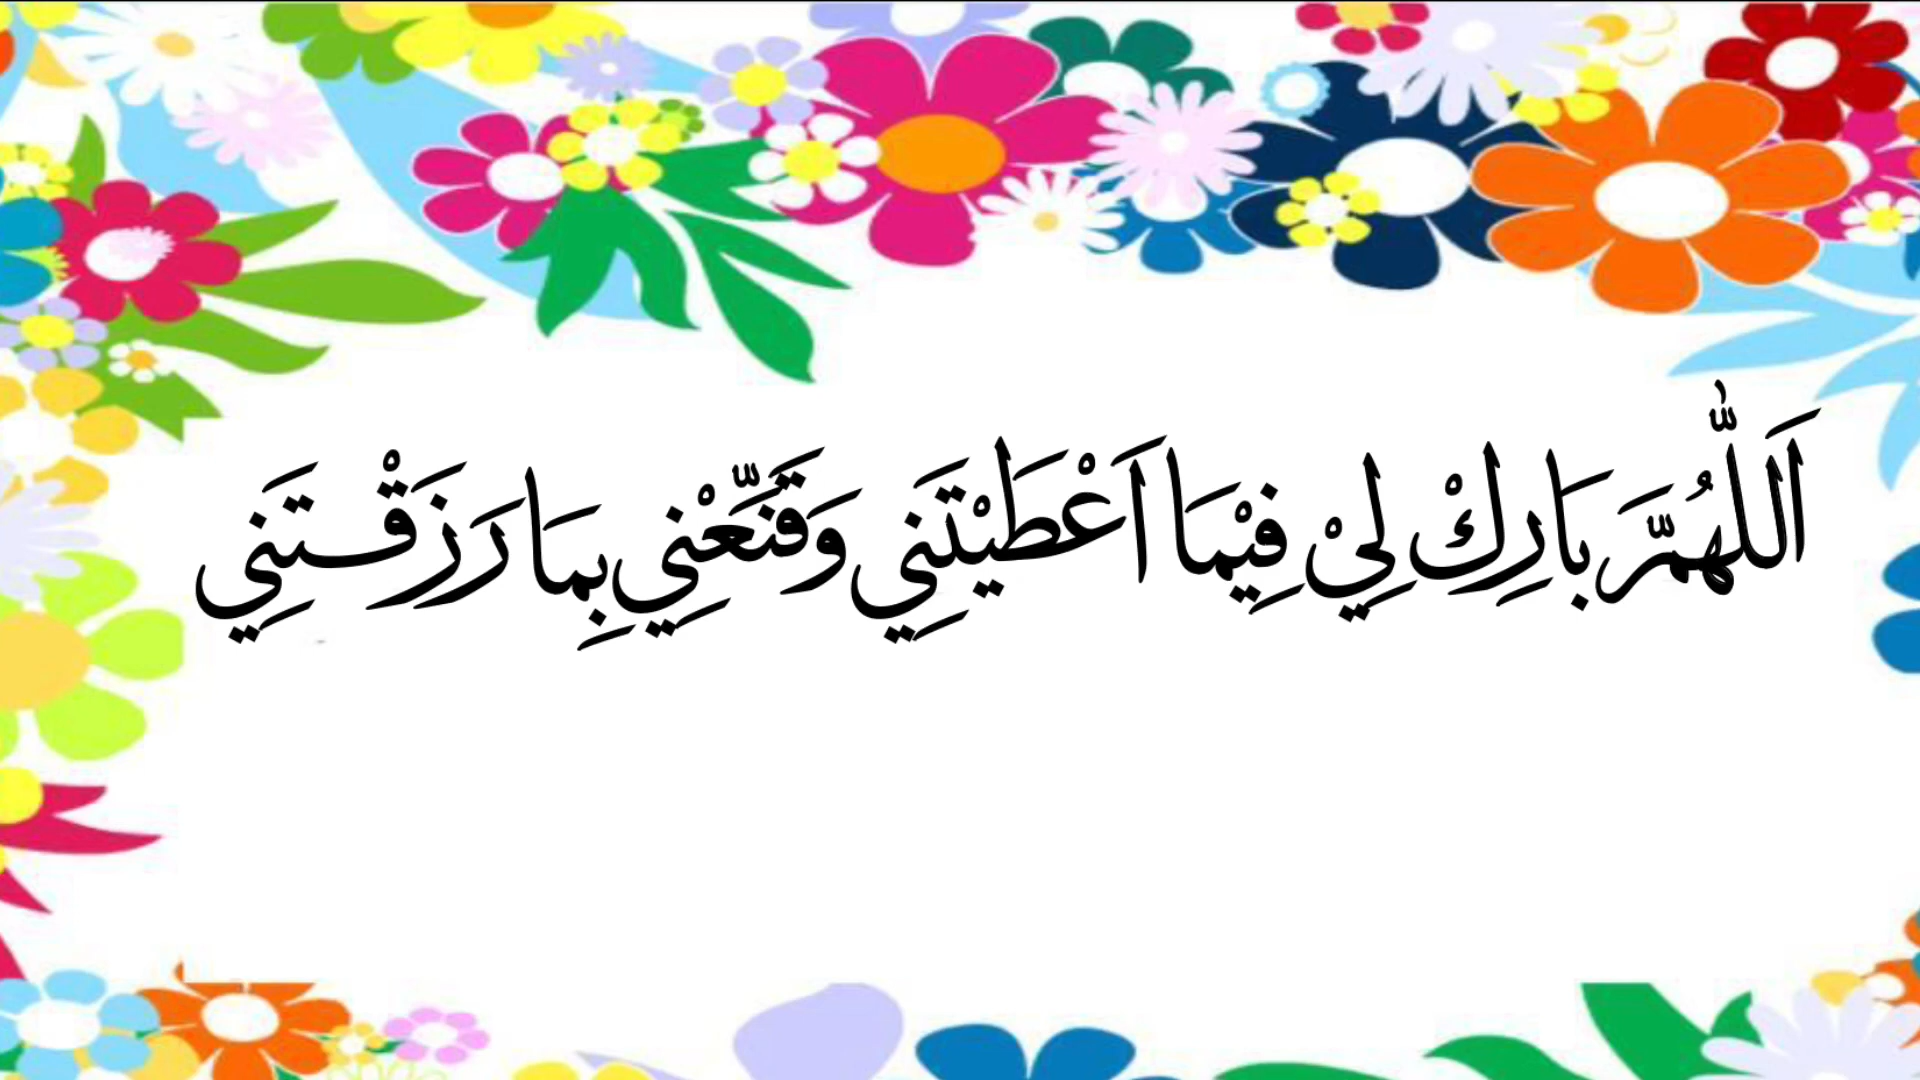 اَللّٰهُمَّ بَارِكْ لِيْ فِيْمَا اَعْطَيْتَنِي وَقَنِّعْنِي بِمَا رَزَقْتَنِي